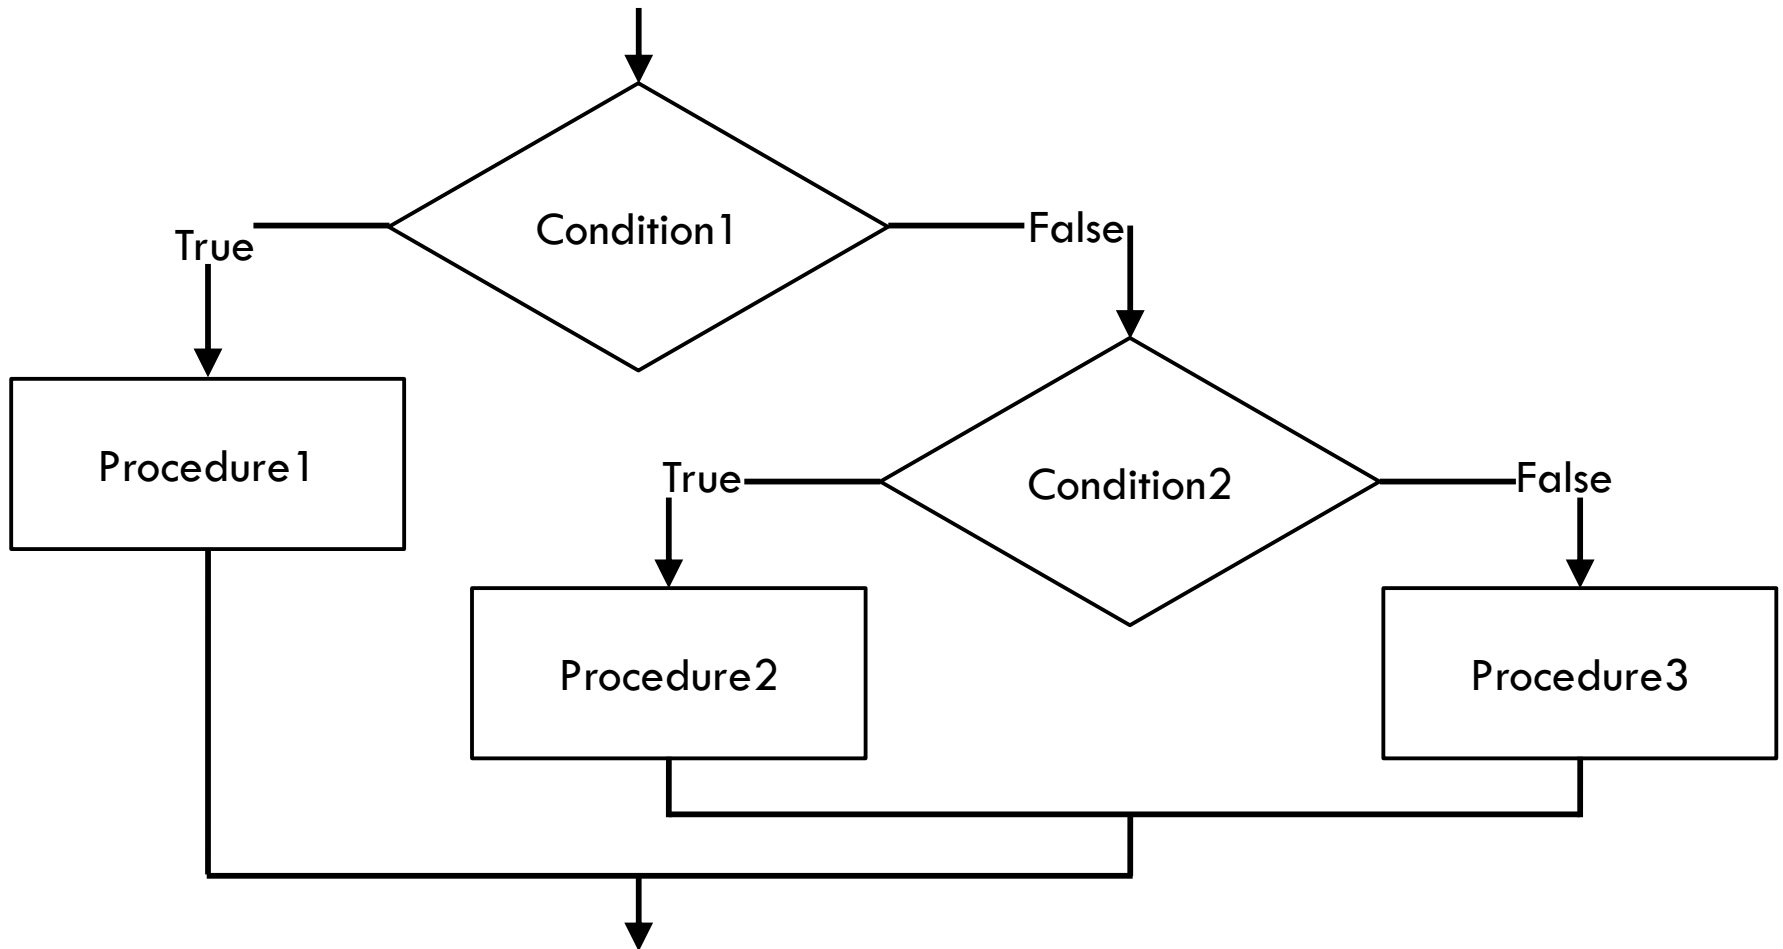 Condition1
True
False
Procedure1
Condition2
True
False
Procedure2
Procedure3